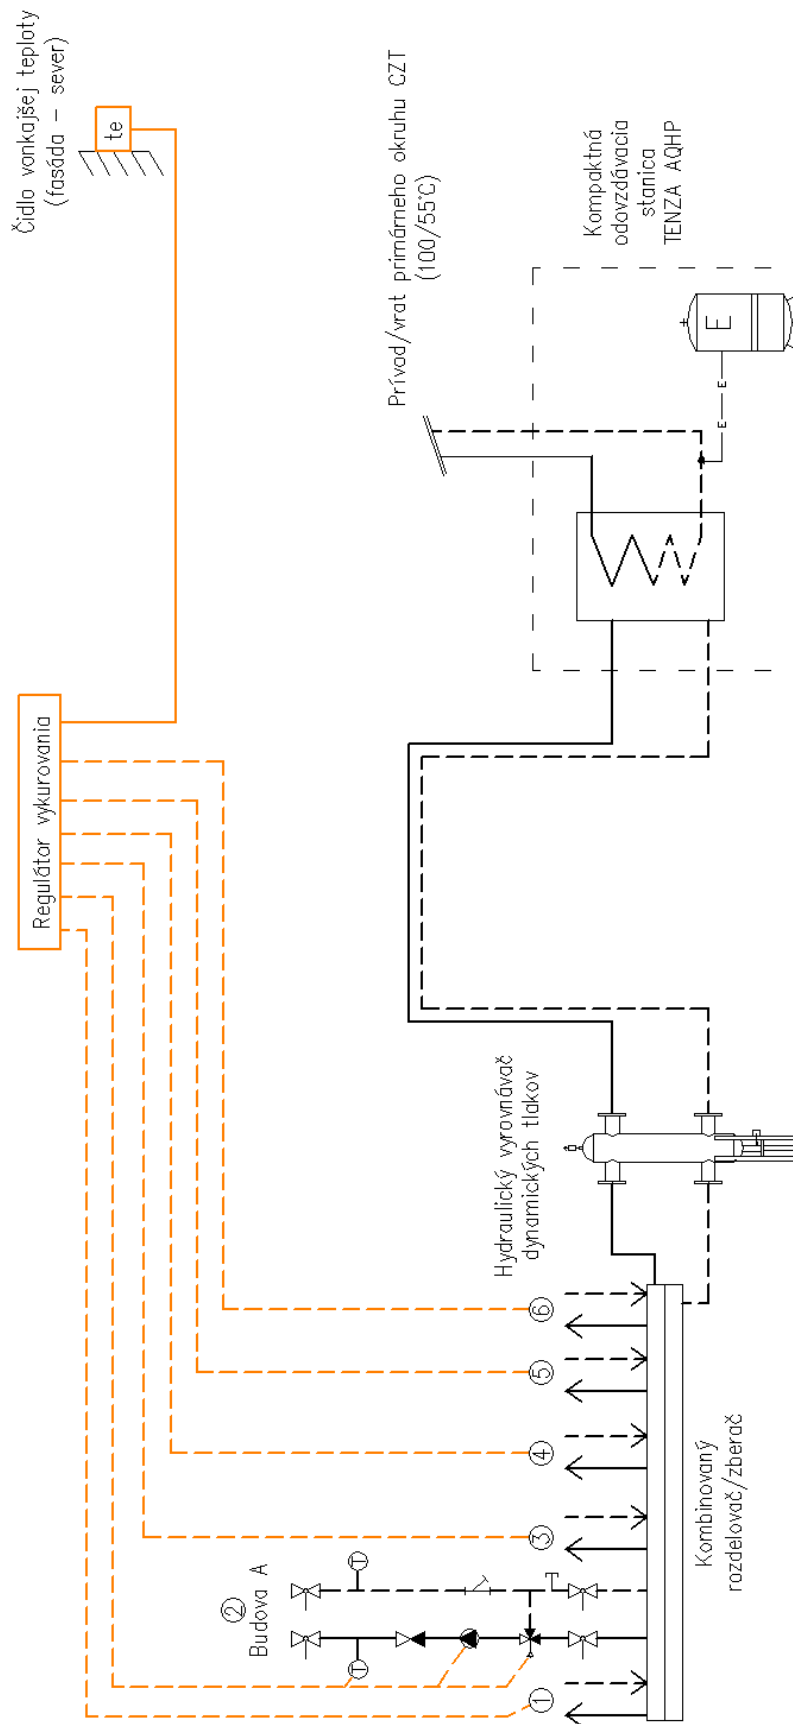 Čidlo vonkajšej teploty
(fasáda – sever)
te
Regulátor vykurovania
Prívod/vrat primárneho okruhu CZT
(100/55°C)
Kompaktná
odovzdávacia
stanica
TENZA AQHP
E
E
E
Hydraulický vyrovnávač
dynamických tlakov
1
2
Budova A
T
T
3
4
5
6
Kombinovaný
rozdelovač/zberač